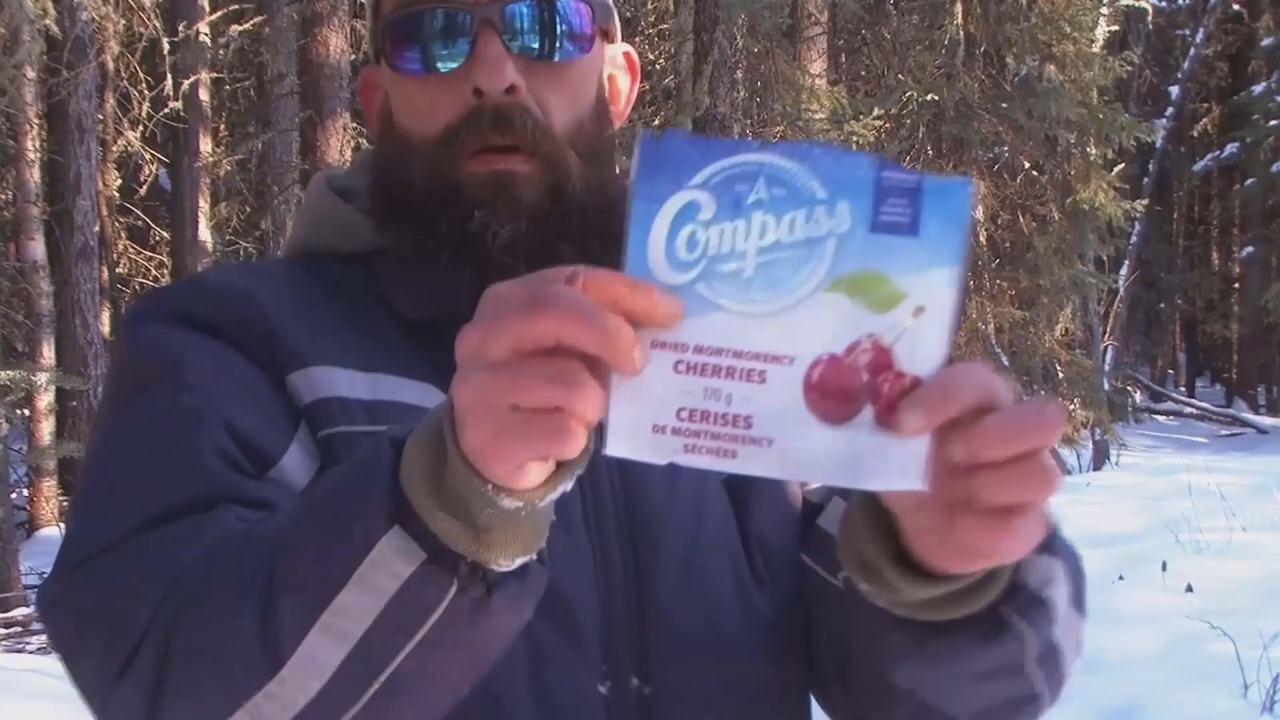 Compass
DRIED MONTMORENCY
CHERRIES
170 g
CERISES
DE MONTMORENCY
SÉCHÉES